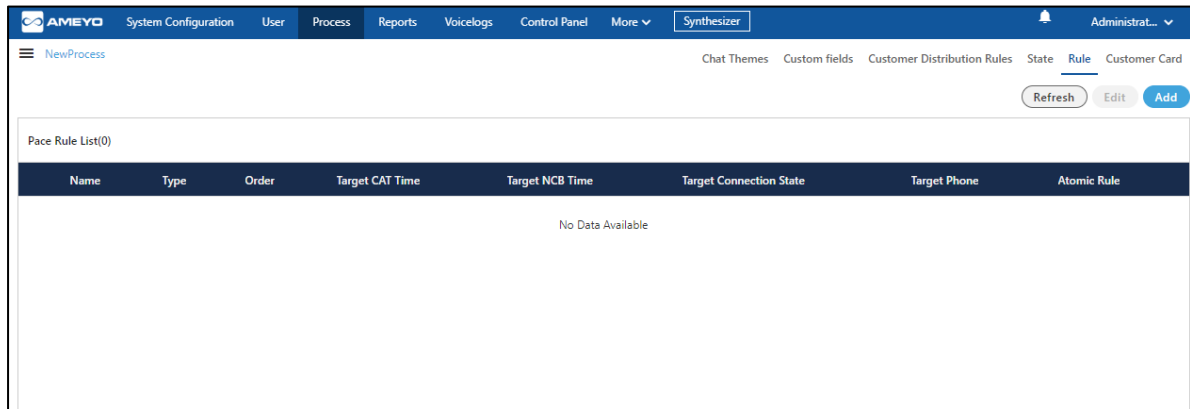 AMEYO System Configuration User Process Reports Voicelogs Control Panel More Synthesizer Administrat...
NewProcess Chat Themes Custom fields Customer Distribution Rules State Rule Customer Card
Refresh Edit Add
Pace Rule List(0)
Name Type Order Target CAT Time Target NCB Time Target Connection State Target Phone Atomic Rule
No Data Available